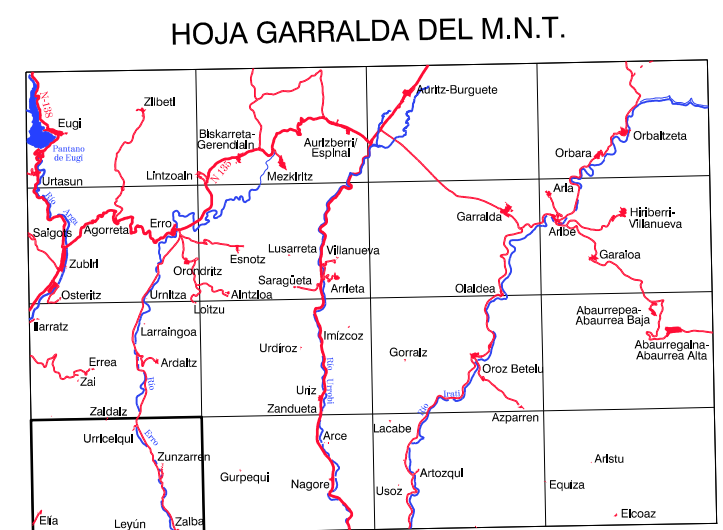 HOJA GARRALDA DEL M.N.T.
Auritz-Burguete
Zilbeti
N-138
Eugi
Biskarreta-
Gerendiain
Aurizberri/
Espinal
Orbaitzeta
Pantano
de Eugi
Orbara
N 135
Lintzoain
Mezkiritz
Urtasun
Aria
Río
Arga
Garralda
Hiriberri-
Villanueva
Erro
Saigots
Agorreta
Aribe
Lusarreta
Villanueva
Esnotz
Garaioa
Zubiri
Orondritz
Saragüeta
Osteritz
Urnitza
Aintzioa
Arrieta
Olaldea
Loitzu
Abaurrepea-
Abaurrea Baja
Ilarratz
Larraingoa
Imízcoz
Abaurregaina-
Abaurrea Alta
Urdíroz
Gorraiz
Errea
Ardaitz
Río Urrobi
Oroz Betelu
Zai
Río
Uriz
Irati
Río
Zaldaiz
Zandueta
Azparren
Lacabe
Urricelqui
Erro
Arce
Zunzarren
Aristu
Gurpequi
Artozqui
Nagore
Usoz
Equiza
Elía
Leyún
Zalba
Elcoaz